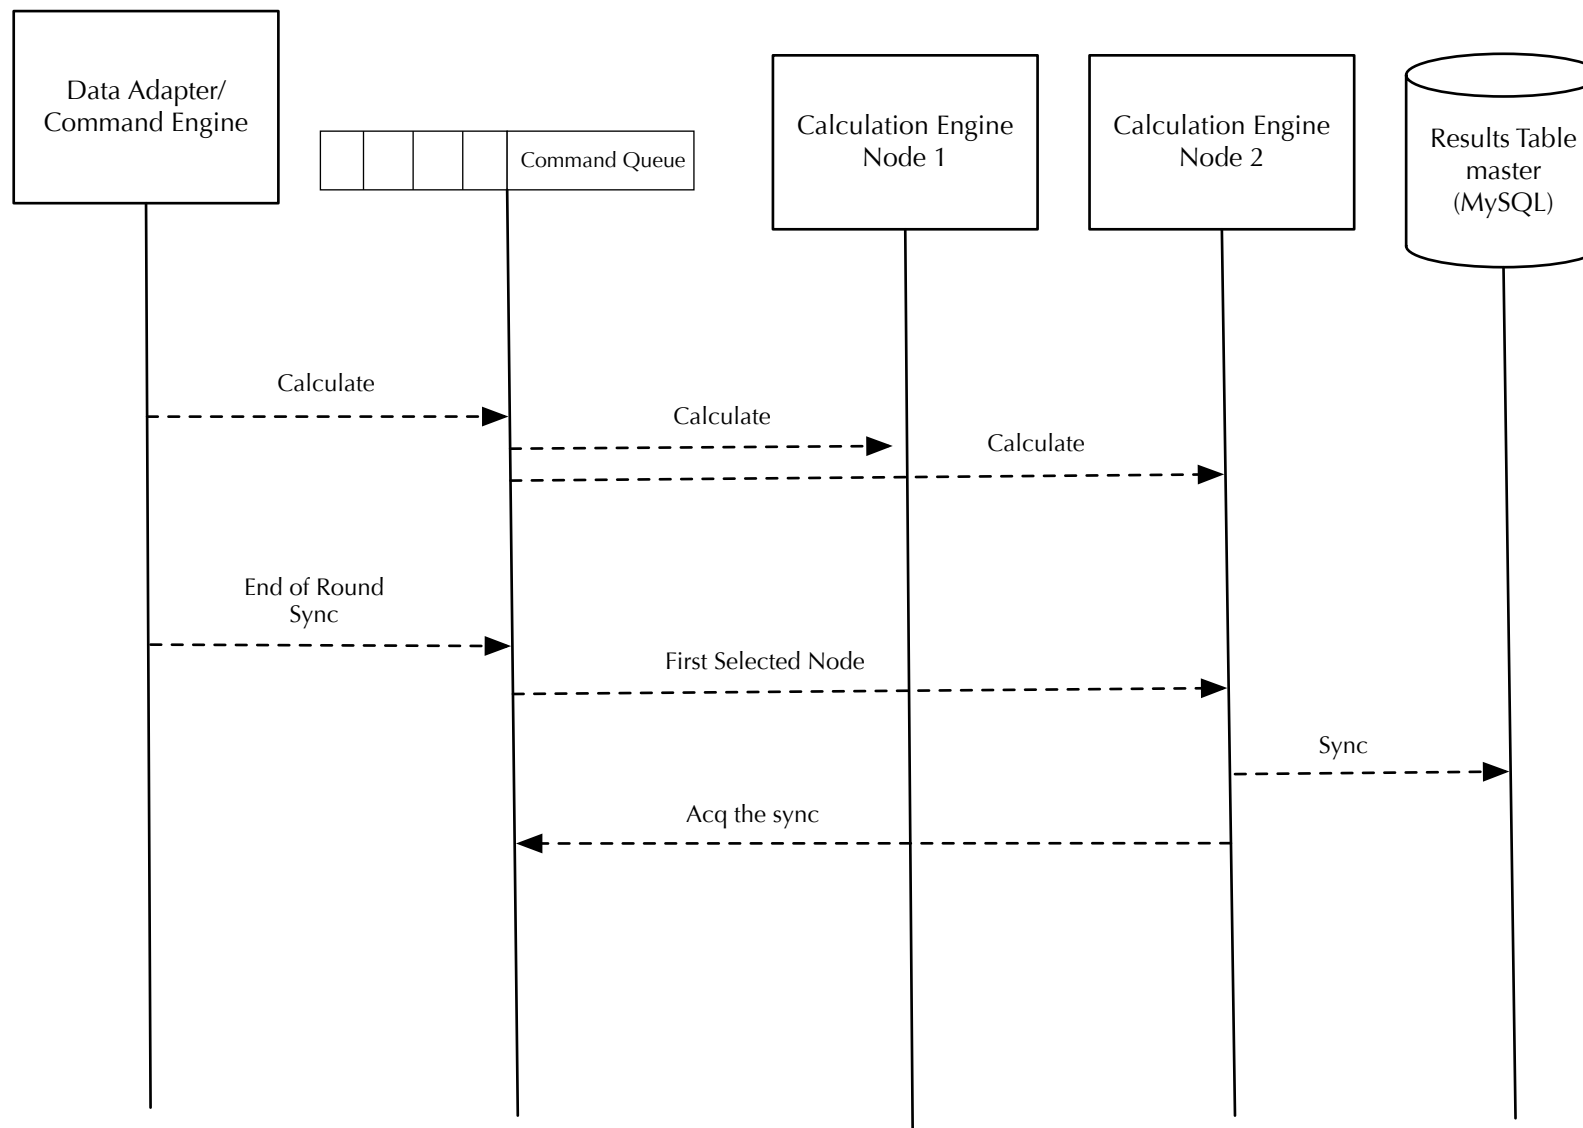 Data Adapter/
Command Engine
Command Queue
Calculation Engine
Node 1
Calculation Engine
Node 2
Results Table
master
(MySQL)
Calculate
Calculate
Calculate
End of Round
Sync
First Selected Node
Sync
Acq the sync